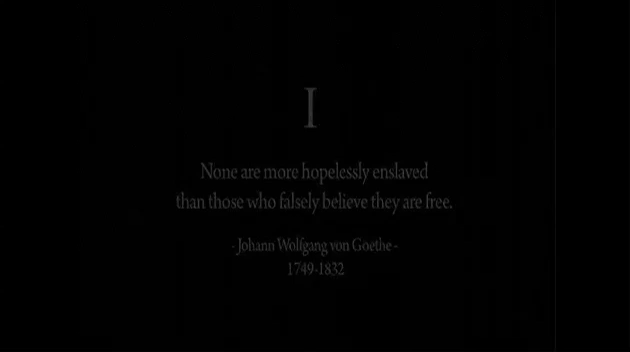 I
None are more hopelessly enslaved
than those who falsely believe they are free.
- Johann Wolfgang von Goethe -
1749-1832